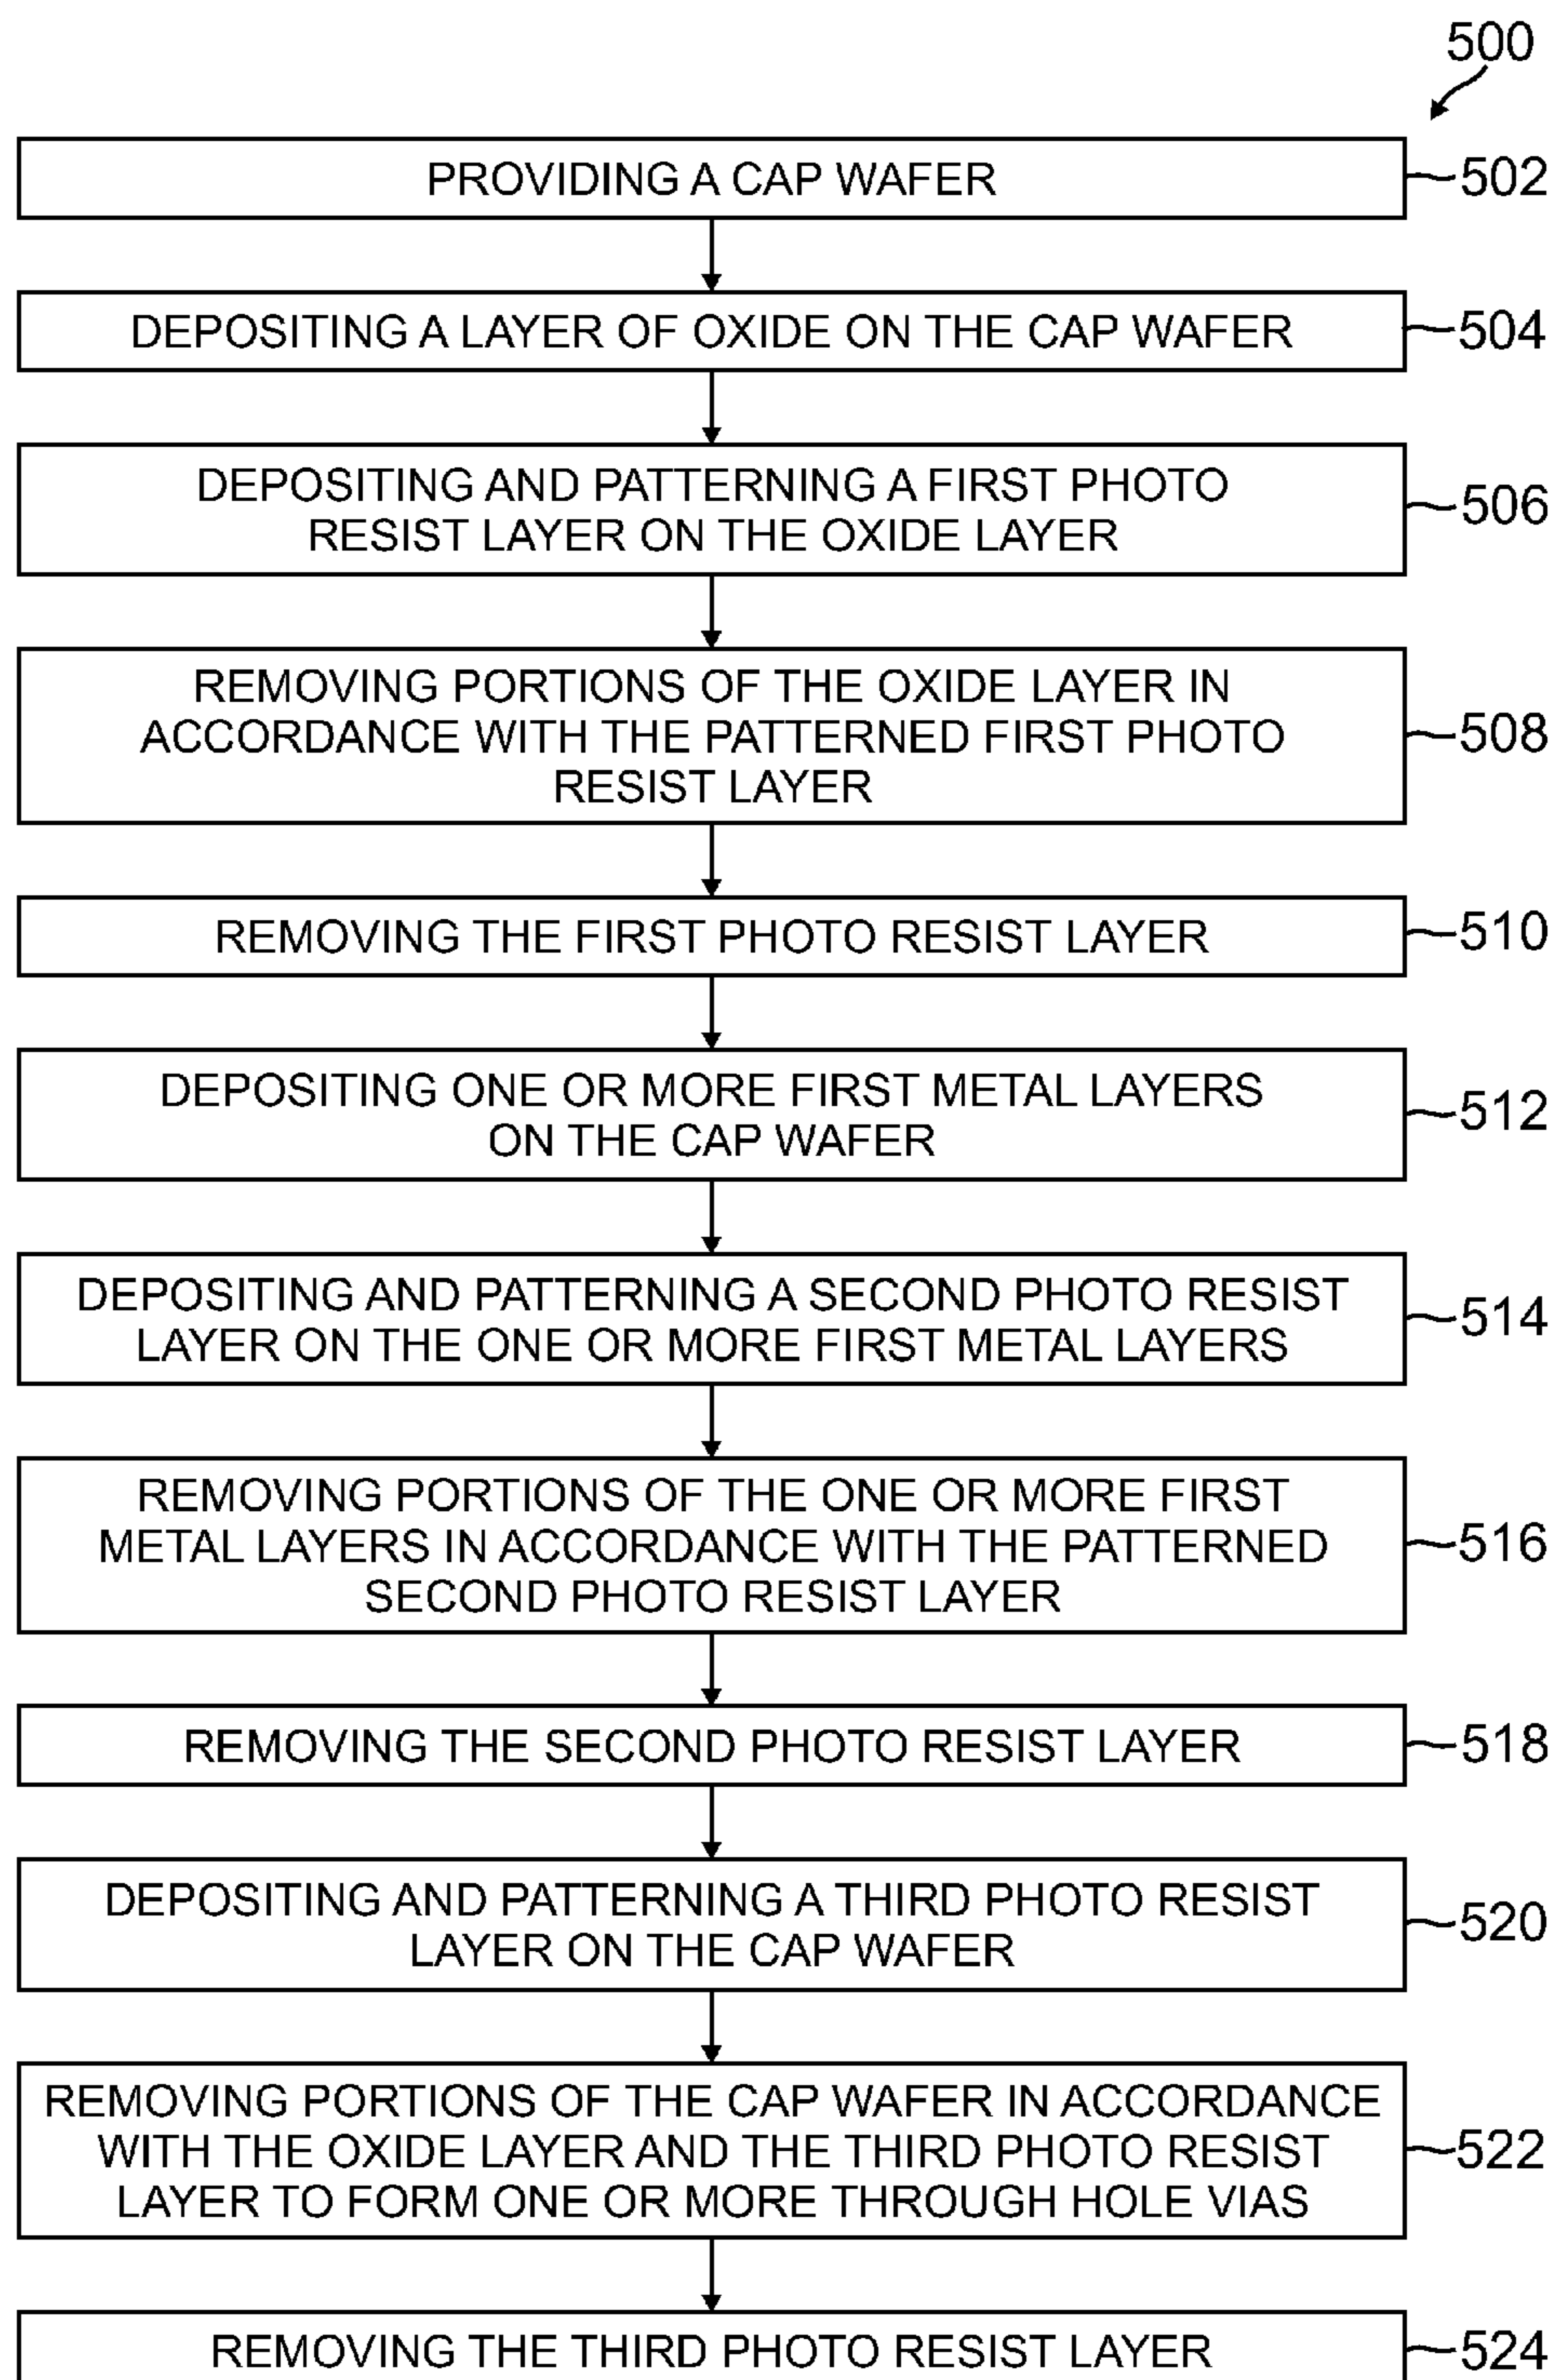 500
PROVIDING A CAP WAFER
502
DEPOSITING A LAYER OF OXIDE ON THE CAP WAFER
504
DEPOSITING AND PATTERNING A FIRST PHOTO
RESIST LAYER ON THE OXIDE LAYER
506
REMOVING PORTIONS OF THE OXIDE LAYER IN
ACCORDANCE WITH THE PATTERNED FIRST PHOTO
RESIST LAYER
508
REMOVING THE FIRST PHOTO RESIST LAYER
510
DEPOSITING ONE OR MORE FIRST METAL LAYERS
ON THE CAP WAFER
512
DEPOSITING AND PATTERNING A SECOND PHOTO RESIST
LAYER ON THE ONE OR MORE FIRST METAL LAYERS
514
REMOVING PORTIONS OF THE ONE OR MORE FIRST
METAL LAYERS IN ACCORDANCE WITH THE PATTERNED
SECOND PHOTO RESIST LAYER
516
REMOVING THE SECOND PHOTO RESIST LAYER
518
DEPOSITING AND PATTERNING A THIRD PHOTO RESIST
LAYER ON THE CAP WAFER
520
REMOVING PORTIONS OF THE CAP WAFER IN ACCORDANCE
WITH THE OXIDE LAYER AND THE THIRD PHOTO RESIST
LAYER TO FORM ONE OR MORE THROUGH HOLE VIAS
522
REMOVING THE THIRD PHOTO RESIST LAYER
524